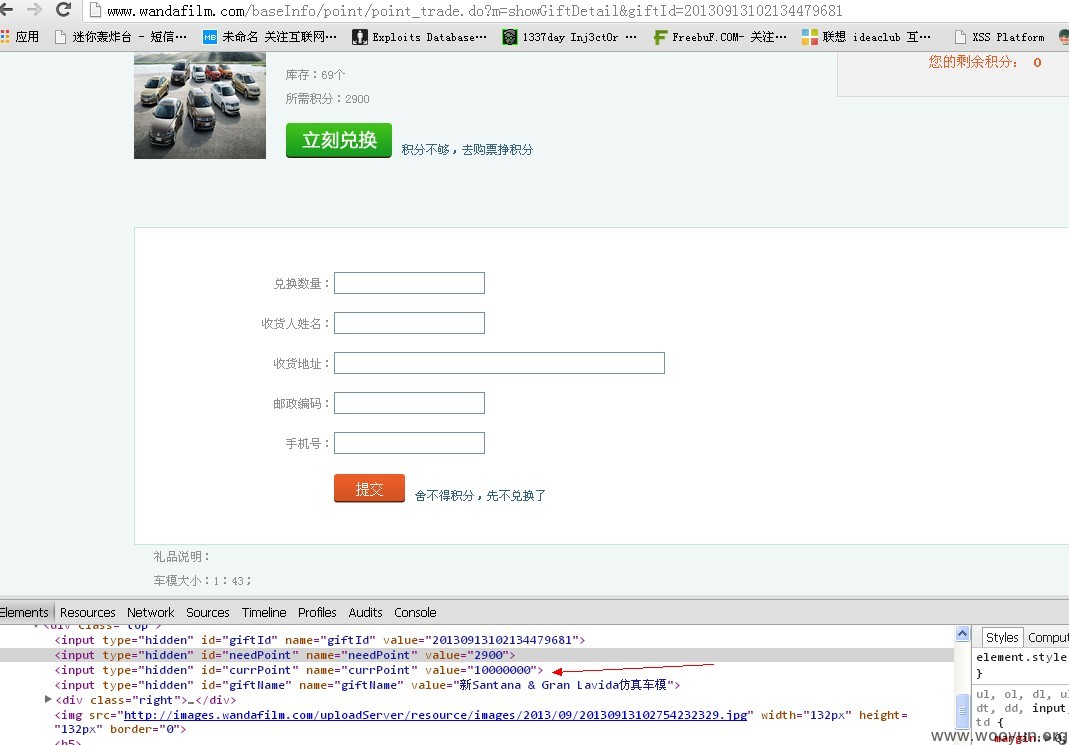 www.wandafilm.com/baseInfo/point/point_trade.do?m=showGiftDetail&giftId=20130913102134479681
应用 迷你轰炸台 - 短信… 未命名 关注互联网… Exploits Database… 1337day Inj3ct0r … FreebuF.COM- 关注… 联想 ideaclub 互… XSS Platform
库存：69个
您的剩余积分： 0
所需积分：2900
立刻兑换 积分不够，去购票挣积分
兑换数量：
收货人姓名：
收货地址：
邮政编码：
手机号：
提交 舍不得积分，先不兑换了
礼品说明：
车模大小：1：43；
Elements Resources Network Sources Timeline Profiles Audits Console
<div class="top">
<input type="hidden" id="giftId" name="giftId" value="20130913102134479681">
<input type="hidden" id="needPoint" name="needPoint" value="2900">
<input type="hidden" id="currPoint" name="currPoint" value="10000000">
<input type="hidden" id="giftName" name="giftName" value="新Santana & Gran Lavida仿真车模">
<div class="right">…</div>
<img src="http://images.wandafilm.com/uploadServer/resource/images/2013/09/20130913102754232329.jpg" width="132px" height=
"132px" border="0">
<h5>
Styles Comput
element.style
}
ul, ol, dl, ul
dt, dd, input,
td {
margin: 0;
www.wooyun.org